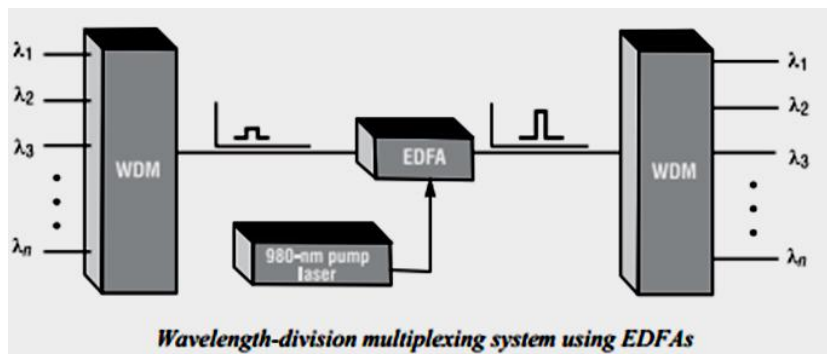 λ1
λ2
λ3
λn
WDM
EDFA
980-nm pump
laser
WDM
λ1
λ2
λ3
λn
Wavelength-division multiplexing system using EDFAs